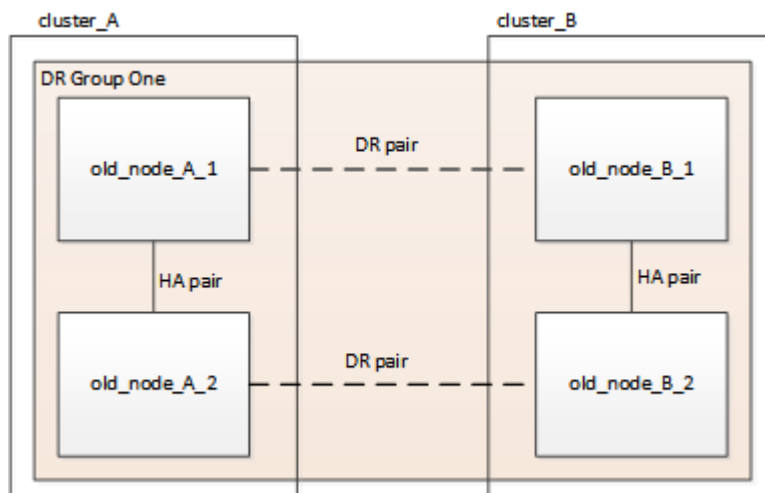 cluster_A
cluster_B
DR Group One
old_node_A_1
DR pair
old_node_B_1
HA pair
HA pair
old_node_A_2
DR pair
old_node_B_2